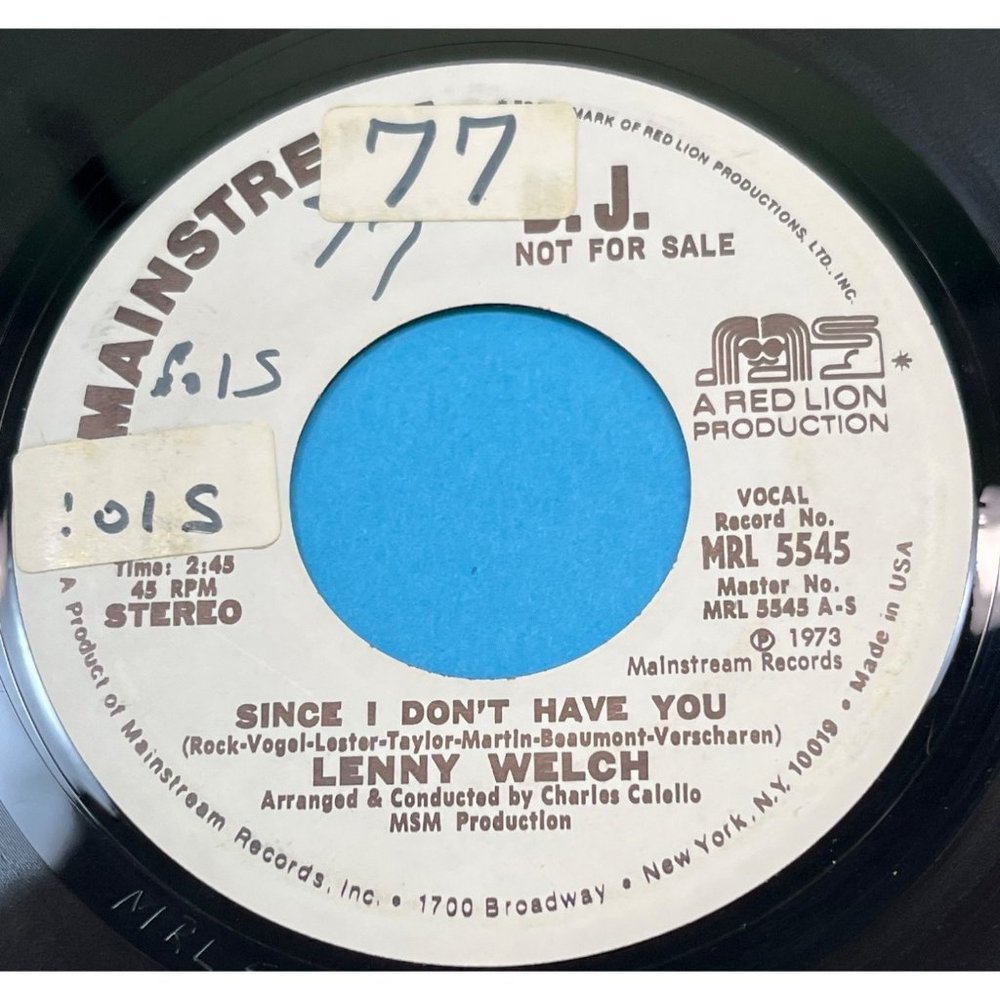 MAINSTRE
77
77
MARK OF RED LION PRODUCTIONS, LTD., INC.
D. J.
NOT FOR SALE
MS *
A RED LION
PRODUCTION
VOCAL
Record No.
MRL 5545
Master No.
MRL 5545 A-S
℗ 1973
Mainstream Records
Time: 2:45
45 RPM
STEREO
SINCE I DON'T HAVE YOU
(Rock-Vogel-Lester-Taylor-Martin-Beaumont-Verscharen)
LENNY WELCH
Arranged & Conducted by Charles Calello
MSM Production
A Product of Mainstream Records, Inc. • 1700 Broadway • New York, N.Y. 10019 • Made in USA
MRL